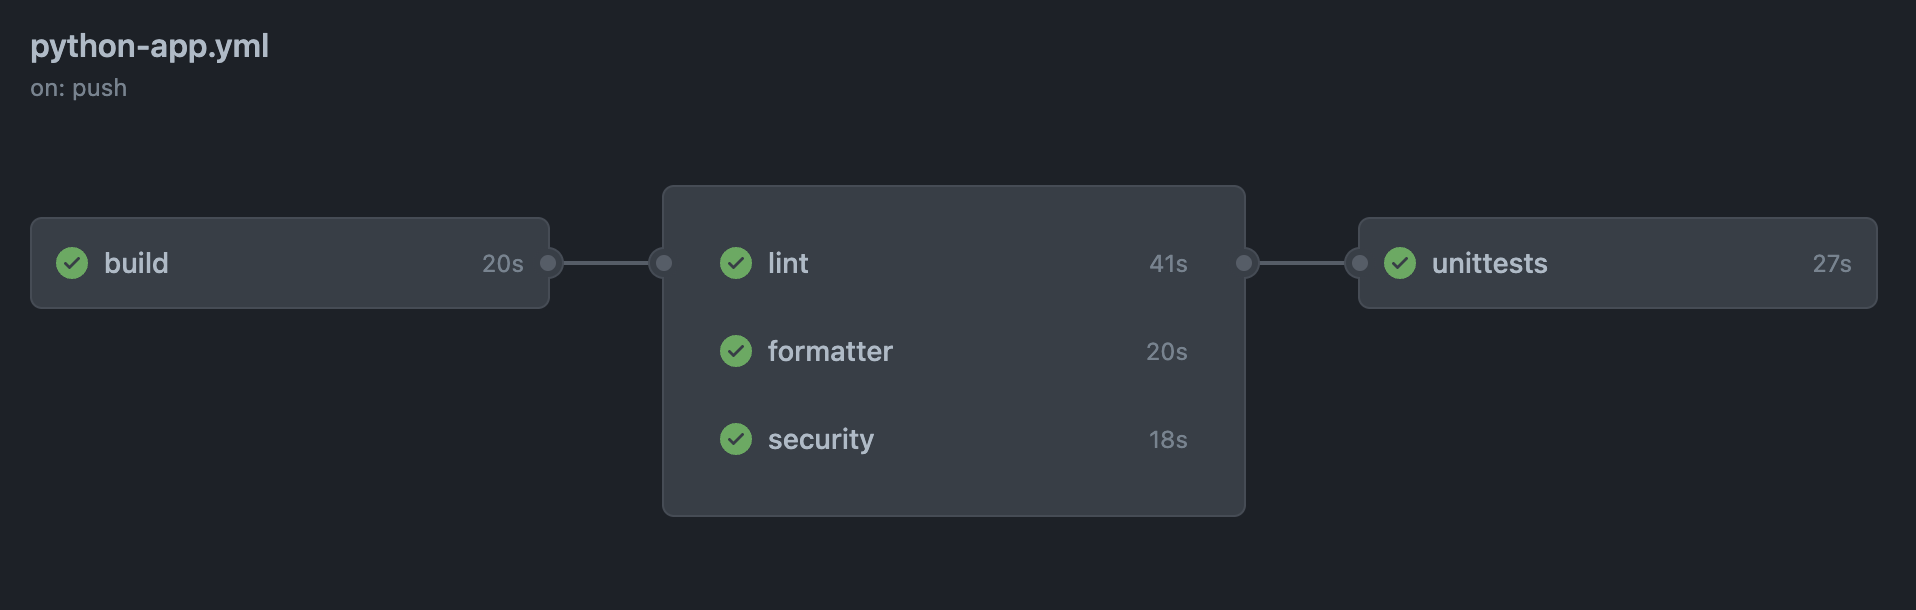 python-app.yml
on: push
build 20s
lint 41s
formatter 20s
security 18s
unittests 27s